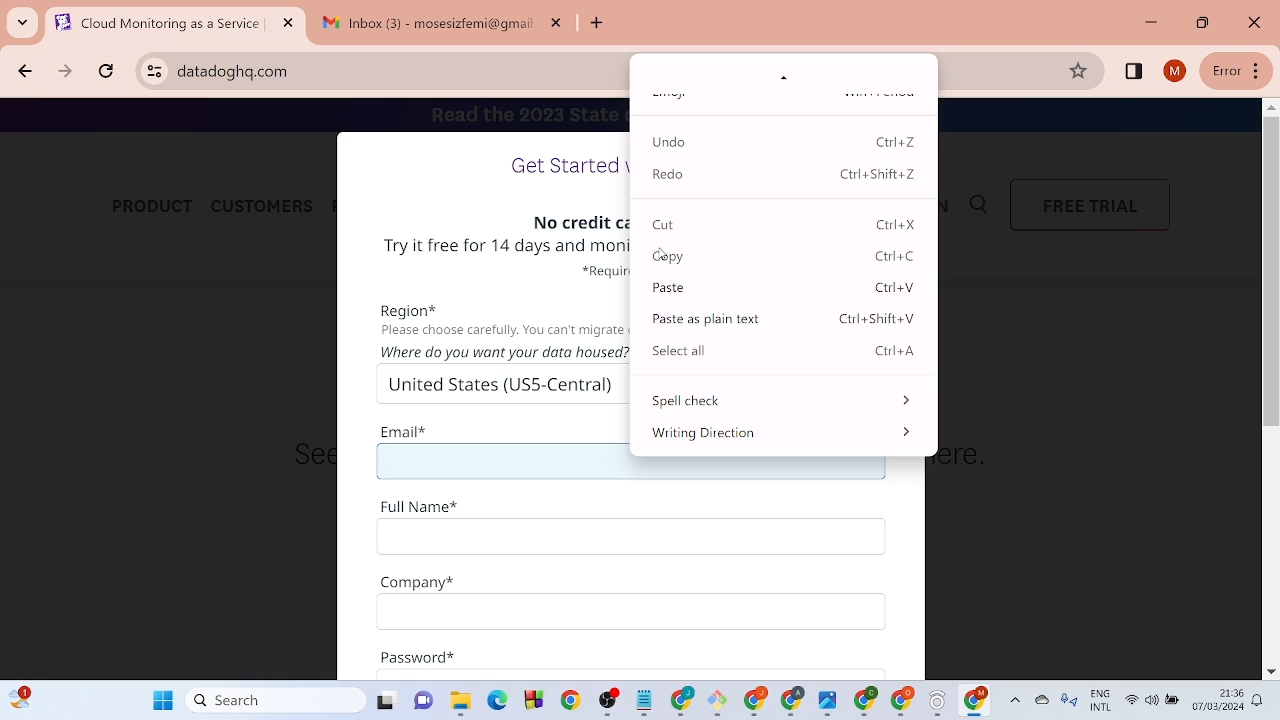 Cloud Monitoring as a Service |
Inbox (3) - mosesizfemi@gmail.
datadoghq.com
M
Error
Read the 2023 State
PRODUCT CUSTOMERS
FREE TRIAL
Get Started
No credit
Try it free for 14 days and
Region*
Please choose carefully. You can't migrate
Where do you want your data housed?
United States (US5-Central)
Email*
Full Name*
Company*
Password*
Emoji Win+Period
Undo Ctrl+Z
Redo Ctrl+Shift+Z
Cut Ctrl+X
Copy Ctrl+C
Paste Ctrl+V
Paste as plain text Ctrl+Shift+V
Select all Ctrl+A
Spell check
Writing Direction
See
here.
1
Search
ENG
INTL
21:36
07/03/2024